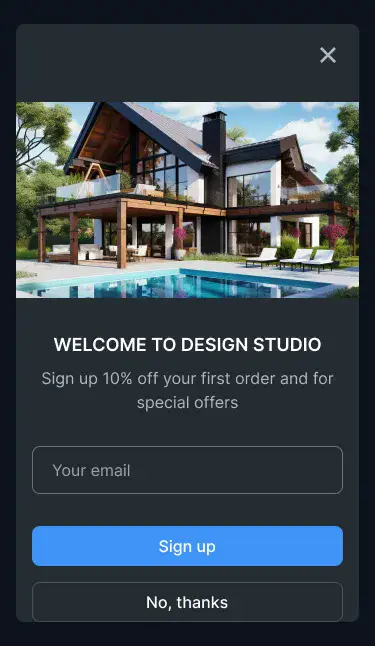 WELCOME TO DESIGN STUDIO
Sign up 10% off your first order and for
special offers
Your email
Sign up
No, thanks